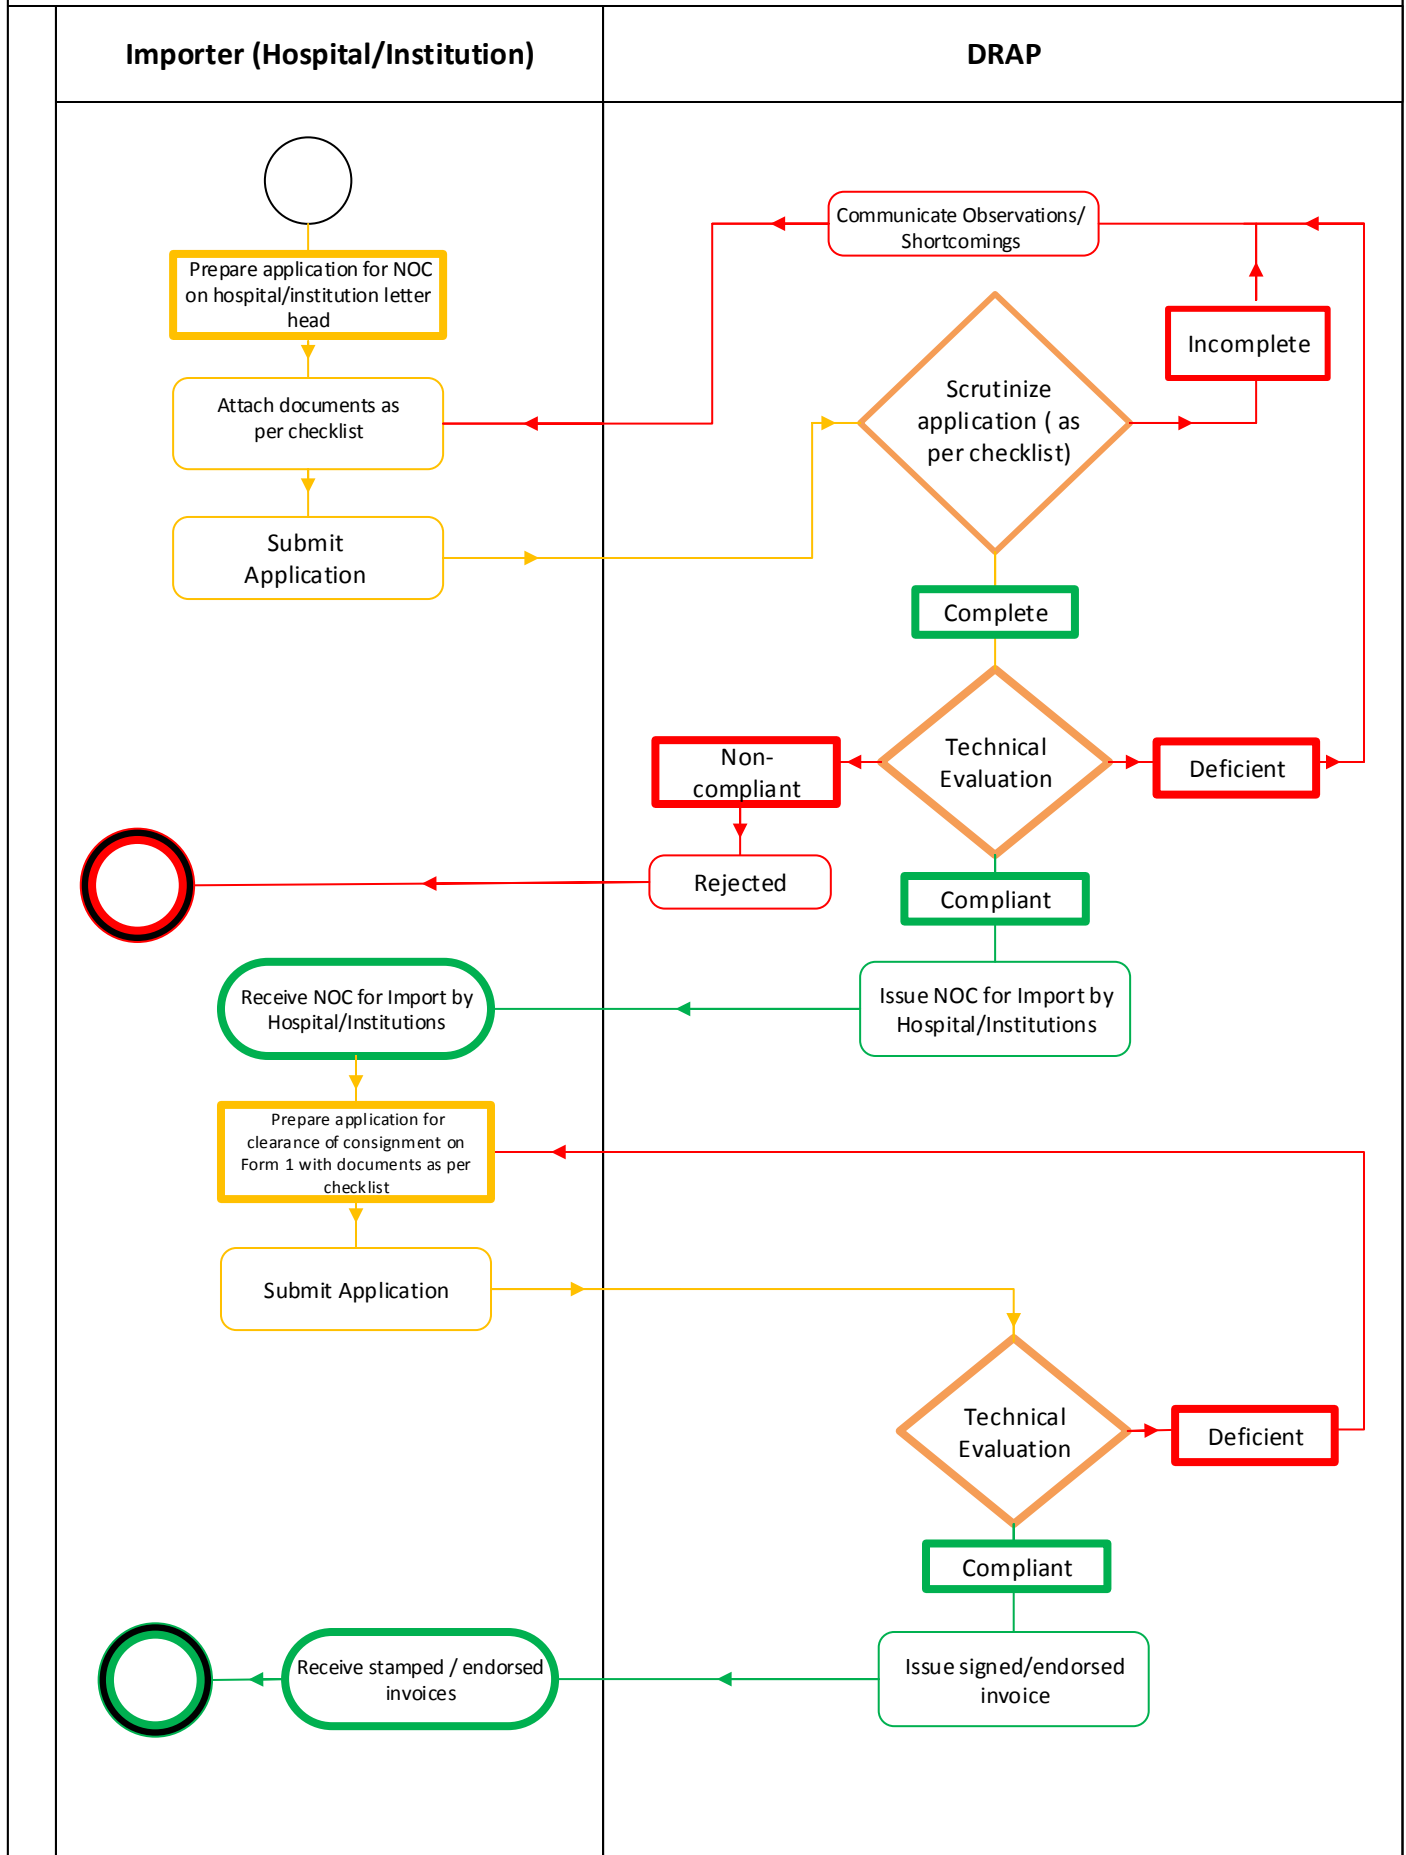 Importer (Hospital/Institution)
DRAP
Communicate Observations/
Shortcomings
Prepare application for NOC
on hospital/institution letter
head
Incomplete
Attach documents as
per checklist
Scrutinize
application ( as
per checklist)
Submit
Application
Complete
Non-
compliant
Technical
Evaluation
Deficient
Rejected
Compliant
Receive NOC for Import by
Hospital/Institutions
Issue NOC for Import by
Hospital/Institutions
Prepare application for
clearance of consignment on
Form 1 with documents as per
checklist
Submit Application
Technical
Evaluation
Deficient
Compliant
Receive stamped / endorsed
invoices
Issue signed/endorsed
invoice